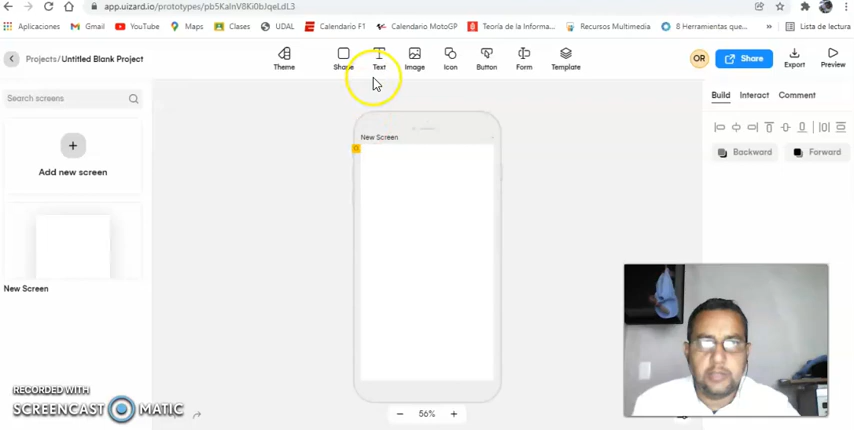 app.uizard.io/prototypes/pb5KalnV8Ki0bJqeLdL3
Aplicaciones
Gmail
YouTube
Maps
Clases
UDAL
Calendario F1
Calendario MotoGP
Teoría de la Informa...
Recursos Multimedia
8 Herramientas que...
»
Lista de lectura
Projects/ Untitled Blank Project
Theme
Shape
Text
Image
Icon
Button
Form
Template
OR
Share
Export
Preview
Search screens
Build
Interact
Comment
Add new screen
New Screen
Backward
Forward
New Screen
RECORDED WITH
SCREENCAST MATIC
56%